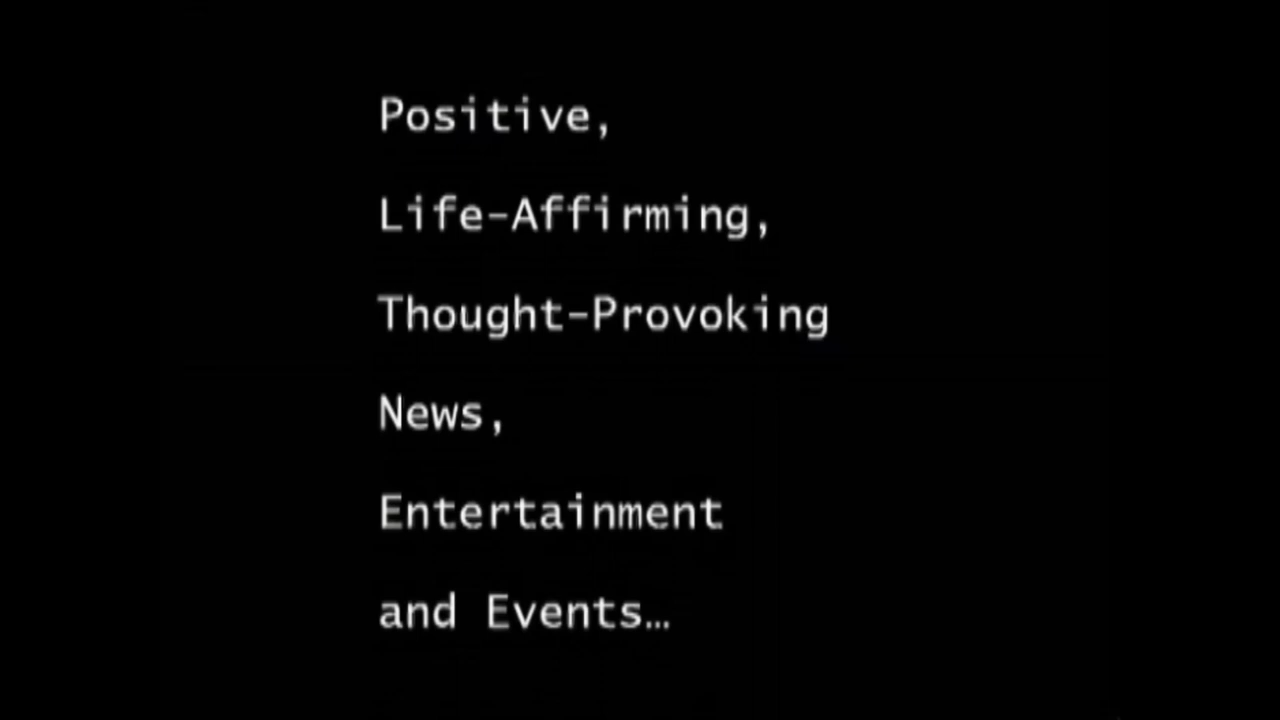 Positive,
Life-Affirming,
Thought-Provoking
News,
Entertainment
and Events…